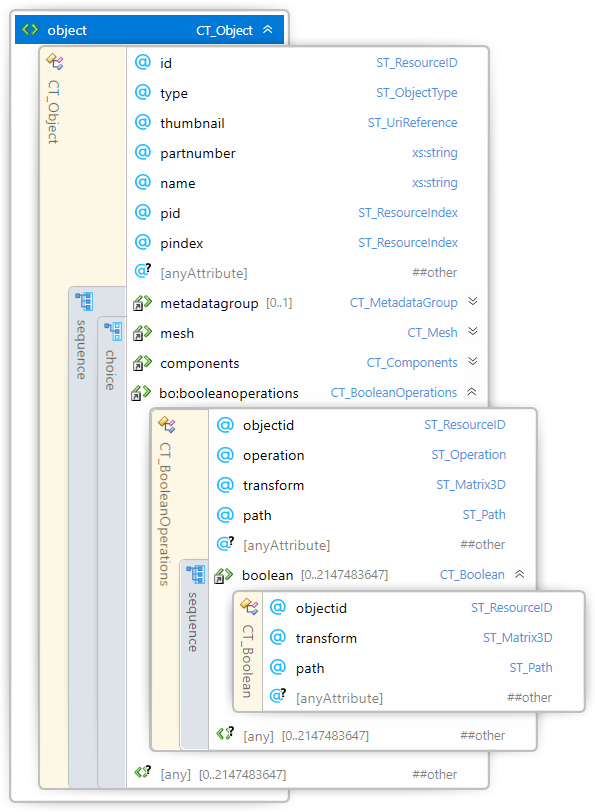 object CT_Object
CT_Object
@ id ST_ResourceID
@ type ST_ObjectType
@ thumbnail ST_UriReference
@ partnumber xs:string
@ name xs:string
@ pid ST_ResourceIndex
@ pindex ST_ResourceIndex
@? [anyAttribute] ##other
sequence
choice
metadatagroup [0..1] CT_MetadataGroup
mesh CT_Mesh
components CT_Components
bo:booleanoperations CT_BooleanOperations
CT_BooleanOperations
@ objectid ST_ResourceID
@ operation ST_Operation
@ transform ST_Matrix3D
@ path ST_Path
@? [anyAttribute] ##other
sequence
boolean [0..2147483647] CT_Boolean
CT_Boolean
@ objectid ST_ResourceID
@ transform ST_Matrix3D
@ path ST_Path
@? [anyAttribute] ##other
[any] [0..2147483647] ##other
[any] [0..2147483647] ##other